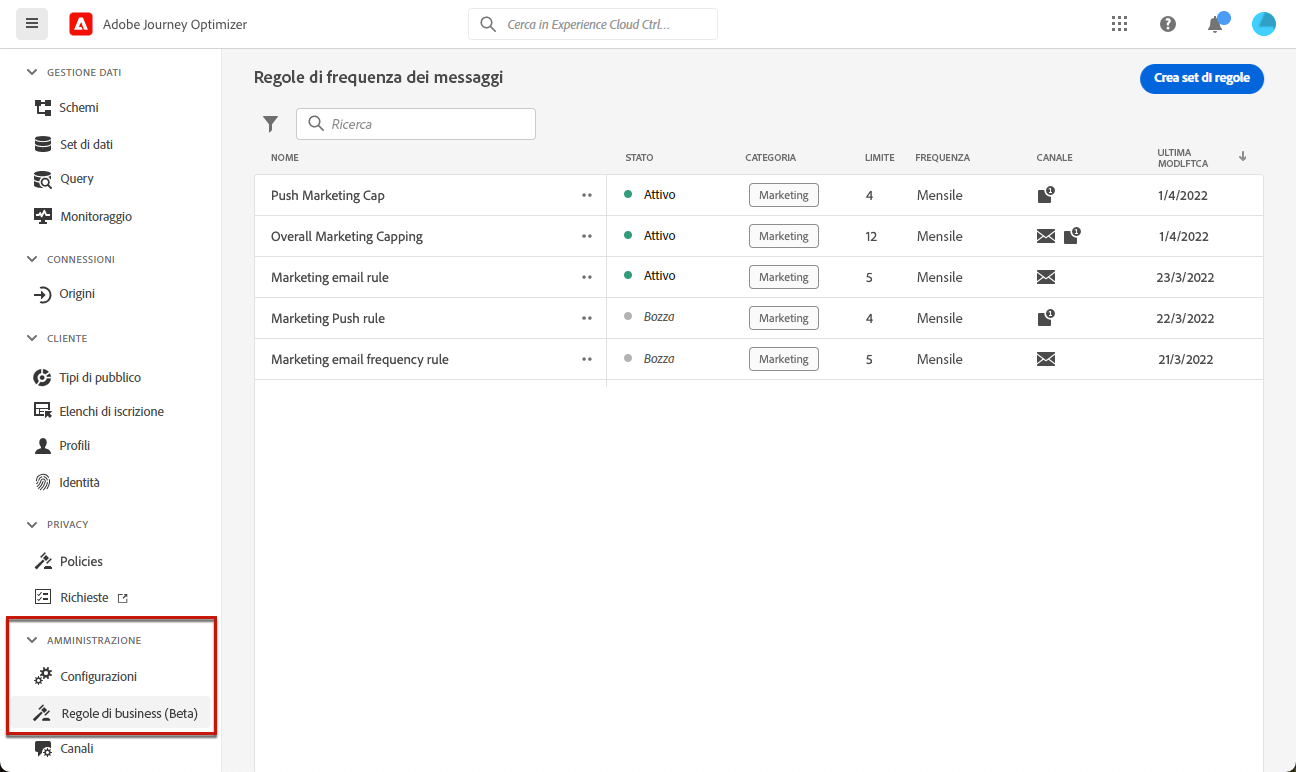 Adobe Journey Optimizer
Cerca in Experience Cloud Ctrl...
GESTIONE DATI
Schemi
Set di dati
Query
Monitoraggio
CONNESSIONI
Origini
CLIENTE
Tipi di pubblico
Elenchi di iscrizione
Profili
Identità
PRIVACY
Policies
Richieste
AMMINISTRAZIONE
Configurazioni
Regole di business (Beta)
Canali
Regole di frequenza dei messaggi
Crea set di regole
Ricerca
NOME STATO CATEGORIA LIMITE FREQUENZA CANALE ULTIMA
MODLFTCA
Push Marketing Cap Attivo Marketing 4 Mensile 1 1/4/2022
Overall Marketing Capping Attivo Marketing 12 Mensile 1 1/4/2022
Marketing email rule Attivo Marketing 5 Mensile 23/3/2022
Marketing Push rule Bozza Marketing 4 Mensile 1 22/3/2022
Marketing email frequency rule Bozza Marketing 5 Mensile 21/3/2022